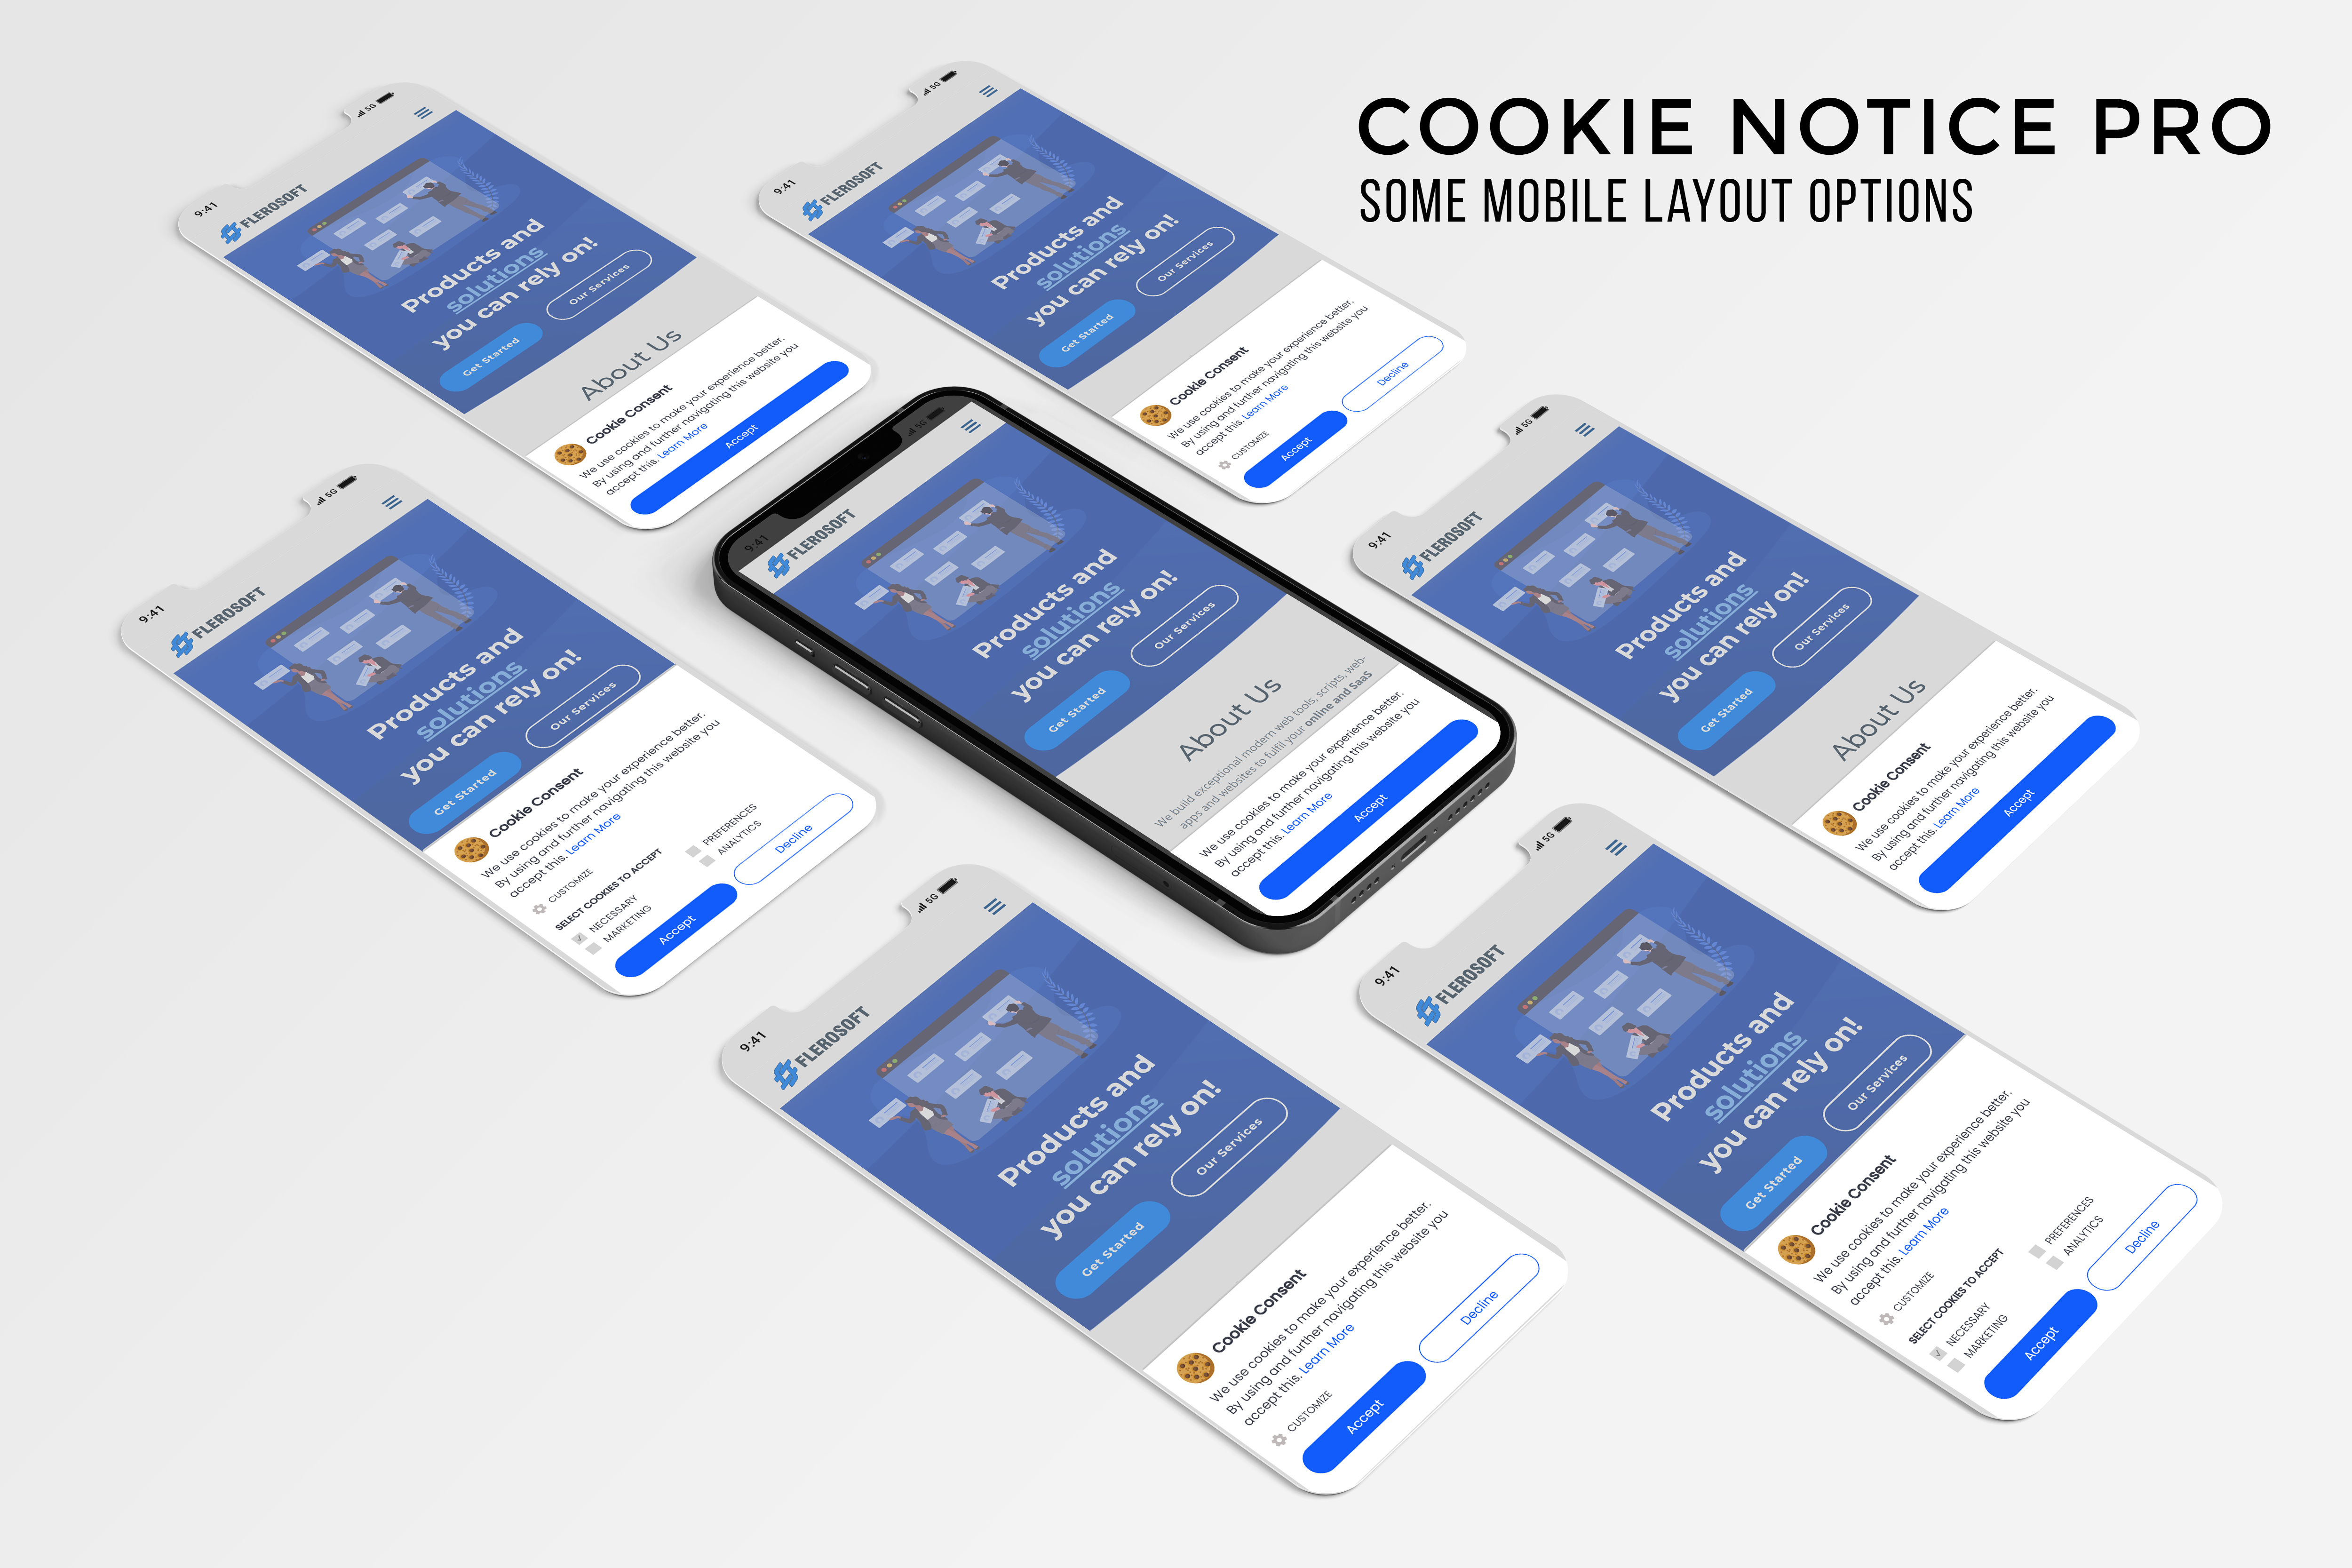 COOKIE NOTICE PRO
SOME MOBILE LAYOUT OPTIONS
9:41
5G
FLEROSOFT
Products and
solutions
you can rely on!
Get Started
Our Services
About Us
Cookie Consent
We use cookies to make your experience better.
By using and further navigating this website you
accept this. Learn More
Accept
9:41
5G
FLEROSOFT
Products and
solutions
you can rely on!
Get Started
Our Services
Cookie Consent
We use cookies to make your experience better.
By using and further navigating this website you
accept this. Learn More
CUSTOMIZE
Accept
Decline
9:41
5G
FLEROSOFT
Products and
solutions
you can rely on!
Get Started
Our Services
Cookie Consent
We use cookies to make your experience better.
By using and further navigating this website you
accept this. Learn More
CUSTOMIZE
SELECT COOKIES TO ACCEPT
NECESSARY
PREFERENCES
MARKETING
ANALYTICS
Accept
Decline
9:41
5G
FLEROSOFT
Products and
solutions
you can rely on!
Get Started
Our Services
About Us
We build exceptional modern web tools, scripts, web-
apps and websites to fulfil your online and SaaS
We use cookies to make your experience better.
By using and further navigating this website you
accept this. Learn More
Accept
9:41
5G
FLEROSOFT
Products and
solutions
you can rely on!
Get Started
Our Services
About Us
Cookie Consent
We use cookies to make your experience better.
By using and further navigating this website you
accept this. Learn More
Accept
9:41
5G
FLEROSOFT
Products and
solutions
you can rely on!
Get Started
Our Services
Cookie Consent
We use cookies to make your experience better.
By using and further navigating this website you
accept this. Learn More
CUSTOMIZE
Accept
Decline
9:41
5G
FLEROSOFT
Products and
solutions
you can rely on!
Get Started
Our Services
Cookie Consent
We use cookies to make your experience better.
By using and further navigating this website you
accept this. Learn More
CUSTOMIZE
SELECT COOKIES TO ACCEPT
NECESSARY
PREFERENCES
MARKETING
ANALYTICS
Accept
Decline